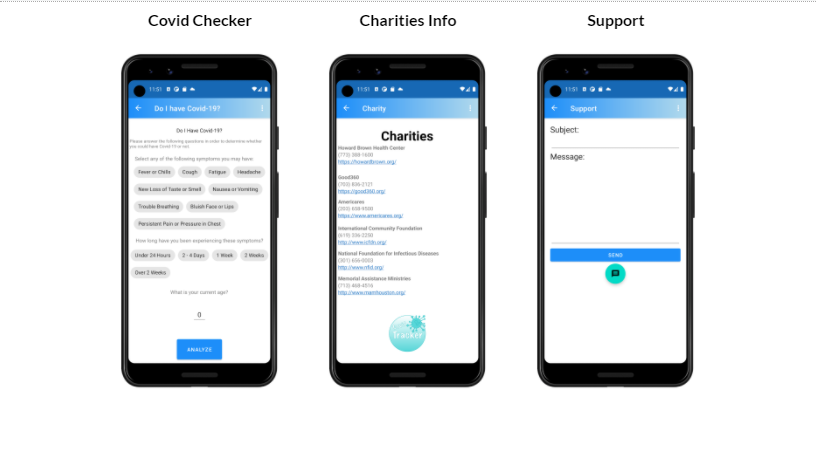 Covid Checker
Charities Info
Support
11:51
Do I have Covid-19?
Do I Have Covid-19?
Please answer the following questions in order to determine whether
you could have Covid-19 or not.
Select any of the following symptoms you may have:
Fever or Chills
Cough
Fatigue
Headache
New Loss of Taste or Smell
Nausea or Vomiting
Trouble Breathing
Bluish Face or Lips
Persistent Pain or Pressure in Chest
How long have you been experiencing these symptoms?
Under 24 Hours
2 - 4 Days
1 Week
2 Weeks
Over 2 Weeks
What is your current age?
0
ANALYZE
11:51
Charity
Charities
Howard Brown Health Center
(773) 388-1600
https://howardbrown.org/
Good360
(703) 836-2121
https://good360.org/
Americares
(203) 658-9500
https://www.americares.org/
International Community Foundation
(619) 336-2250
http://www.icfdn.org/
National Foundation for Infectious Diseases
(301) 656-0003
http://www.nfid.org/
Memorial Assistance Ministries
(713) 468-4516
http://www.mamhouston.org/
Tracker
11:51
Support
Subject:
Message:
SEND